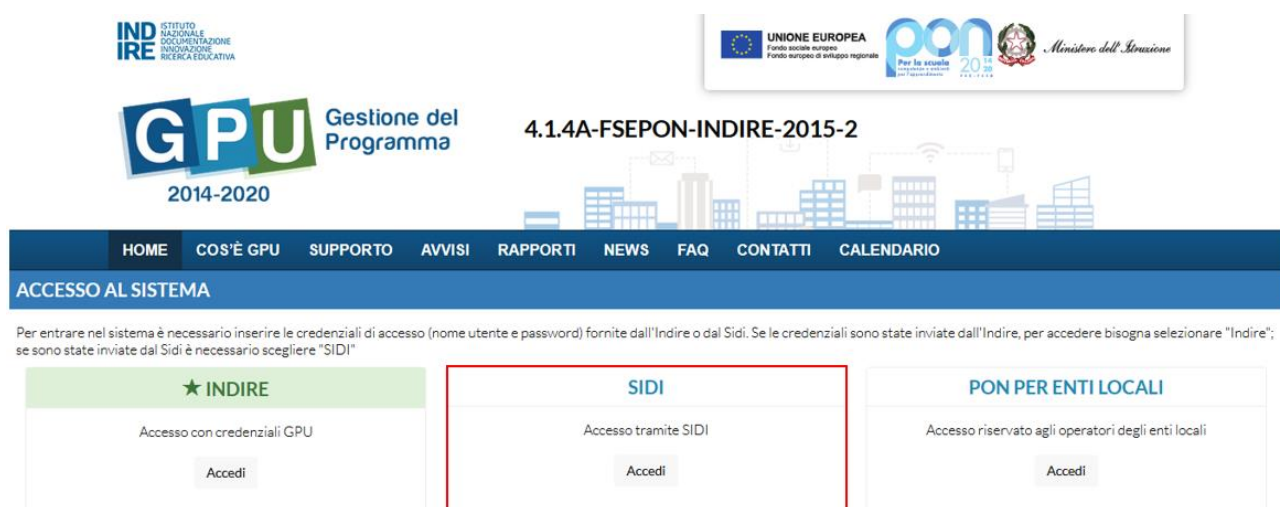 IND
IRE
ISTITUTO
NAZIONALE
DOCUMENTAZIONE
INNOVAZIONE
RICERCA EDUCATIVA
UNIONE EUROPEA
Fondo sociale europeo
Fondo europeo di sviluppo regionale
pon
Per la scuola
competenze e ambienti
per l'apprendimento
2014
2020
Ministero dell'Istruzione
GPU
Gestione del
Programma
2014-2020
4.1.4A-FSEPON-INDIRE-2015-2
HOME COS'È GPU SUPPORTO AVVISI RAPPORTI NEWS FAQ CONTATTI CALENDARIO
ACCESSO AL SISTEMA
Per entrare nel sistema è necessario inserire le credenziali di accesso (nome utente e password) fornite dall'Indire o dal Sidi. Se le credenziali sono state inviate dall'Indire, per accedere bisogna selezionare "Indire";
se sono state inviate dal Sidi è necessario scegliere "SIDI"
★ INDIRE
Accesso con credenziali GPU
Accedi
SIDI
Accesso tramite SIDI
Accedi
PON PER ENTI LOCALI
Accesso riservato agli operatori degli enti locali
Accedi